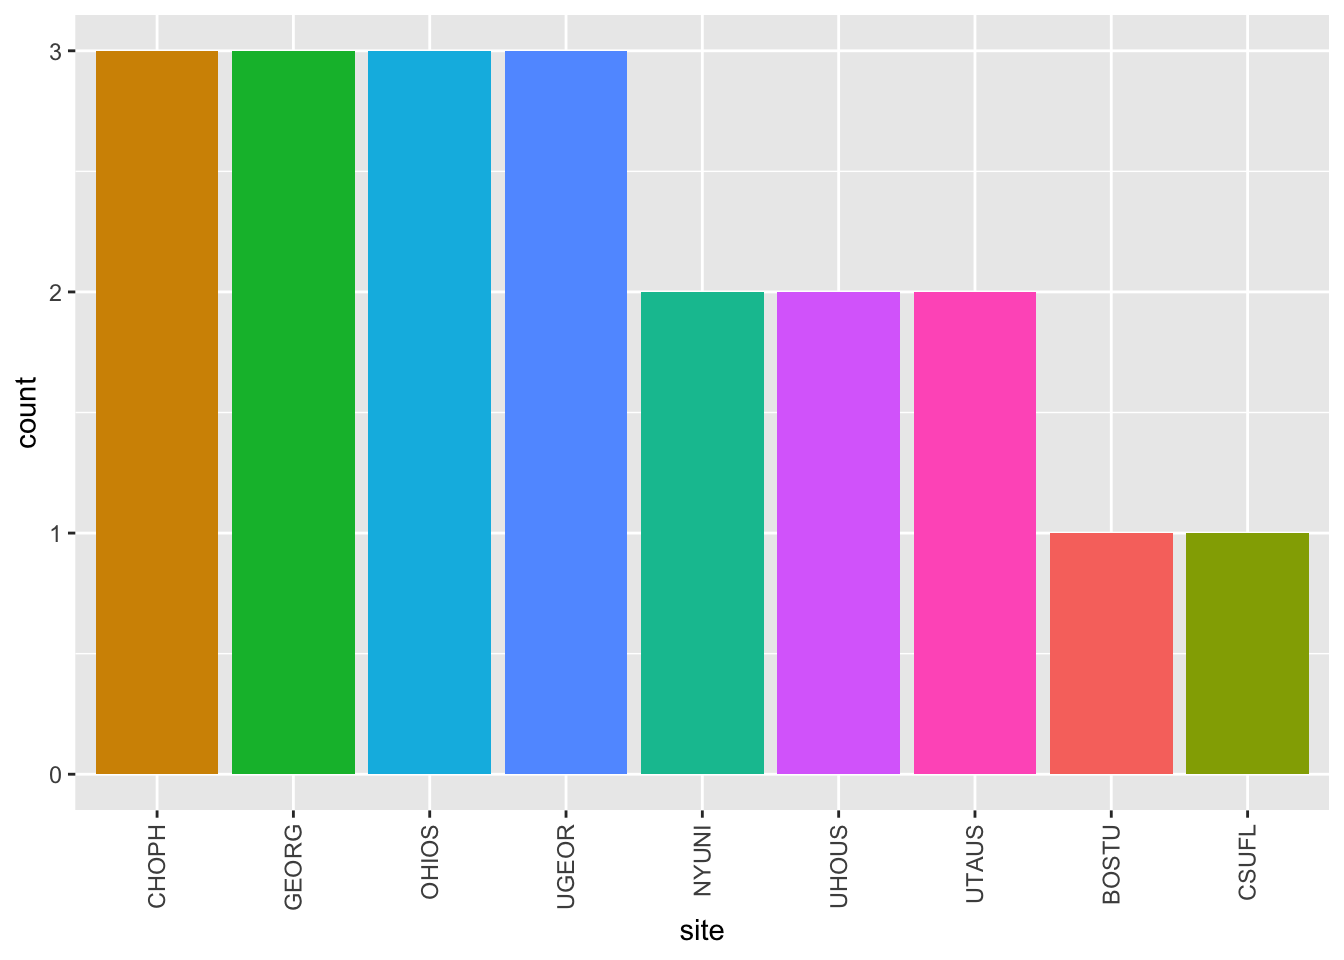 3
2
1
0
count
CHOPH
GEORG
OHIOS
UGEOR
NYUNI
UHOUS
UTAUS
BOSTU
CSUFL
site